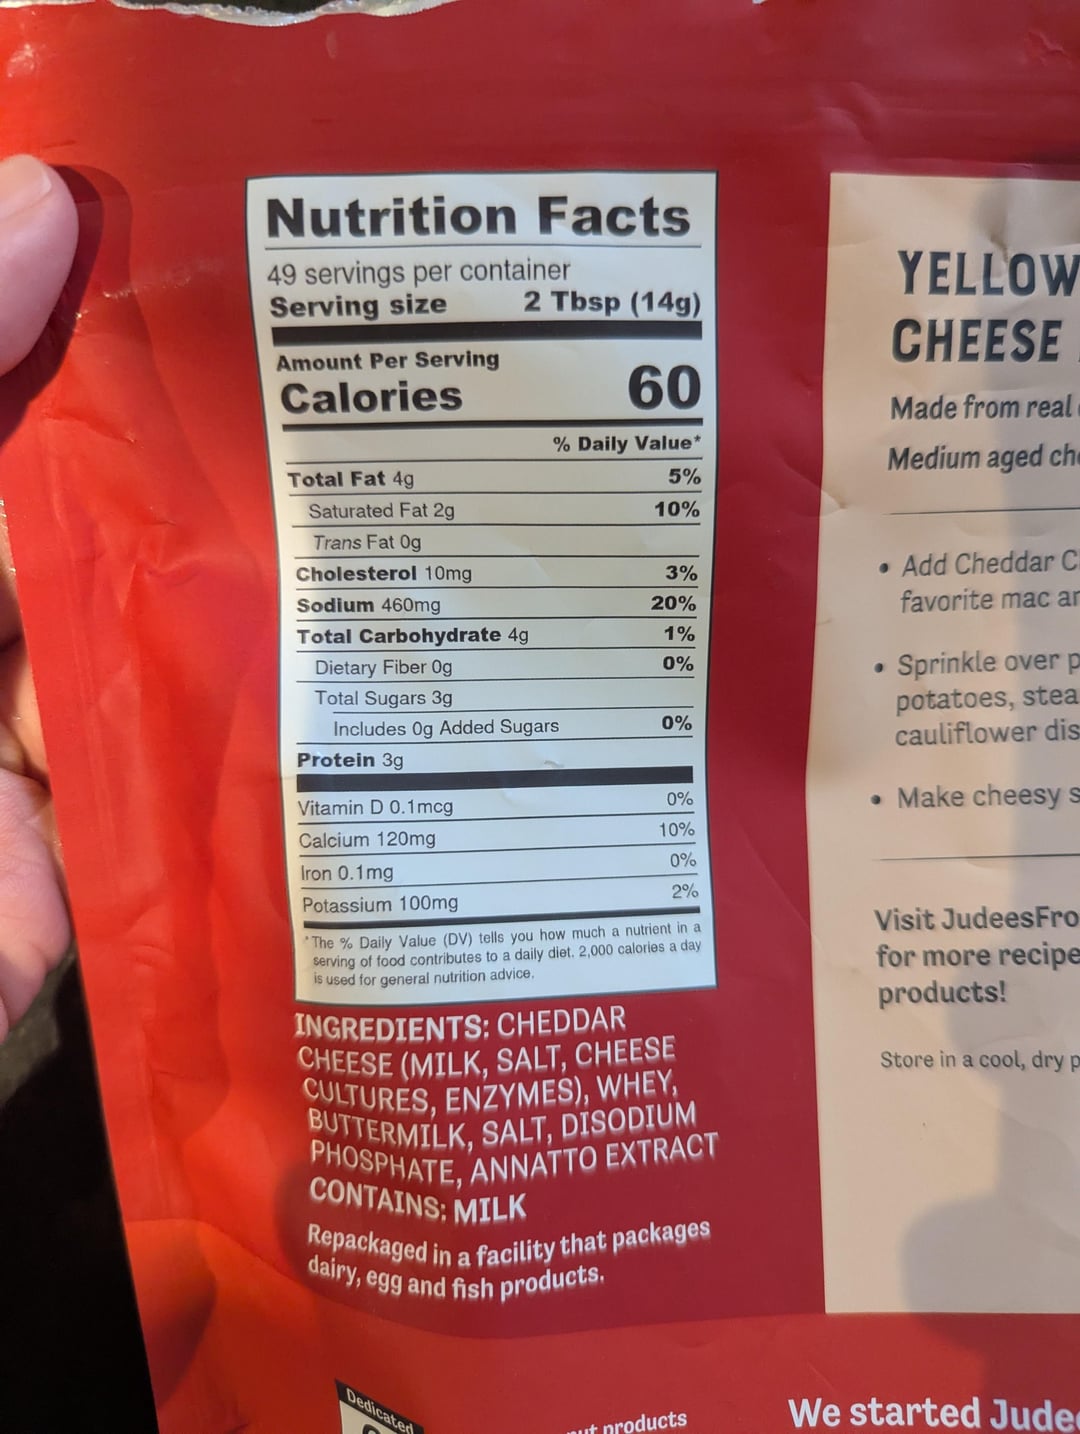 Nutrition Facts
49 servings per container
Serving size 2 Tbsp (14g)
Amount Per Serving
Calories 60
% Daily Value*
Total Fat 4g 5%
Saturated Fat 2g 10%
Trans Fat 0g
Cholesterol 10mg 3%
Sodium 460mg 20%
Total Carbohydrate 4g 1%
Dietary Fiber 0g 0%
Total Sugars 3g
Includes 0g Added Sugars 0%
Protein 3g
Vitamin D 0.1mcg 0%
Calcium 120mg 10%
Iron 0.1mg 0%
Potassium 100mg 2%
*The % Daily Value (DV) tells you how much a nutrient in a
serving of food contributes to a daily diet. 2,000 calories a day
is used for general nutrition advice.
INGREDIENTS: CHEDDAR
CHEESE (MILK, SALT, CHEESE
CULTURES, ENZYMES), WHEY,
BUTTERMILK, SALT, DISODIUM
PHOSPHATE, ANNATTO EXTRACT
CONTAINS: MILK
Repackaged in a facility that packages
dairy, egg and fish products.
Dedicated
products
YELLOW
CHEESE
Made from real
Medium aged
• Add Cheddar
favorite mac
• Sprinkle over
potatoes,
cauliflower
• Make cheesy
Visit
for more
products!
Store in a cool, dry
We started